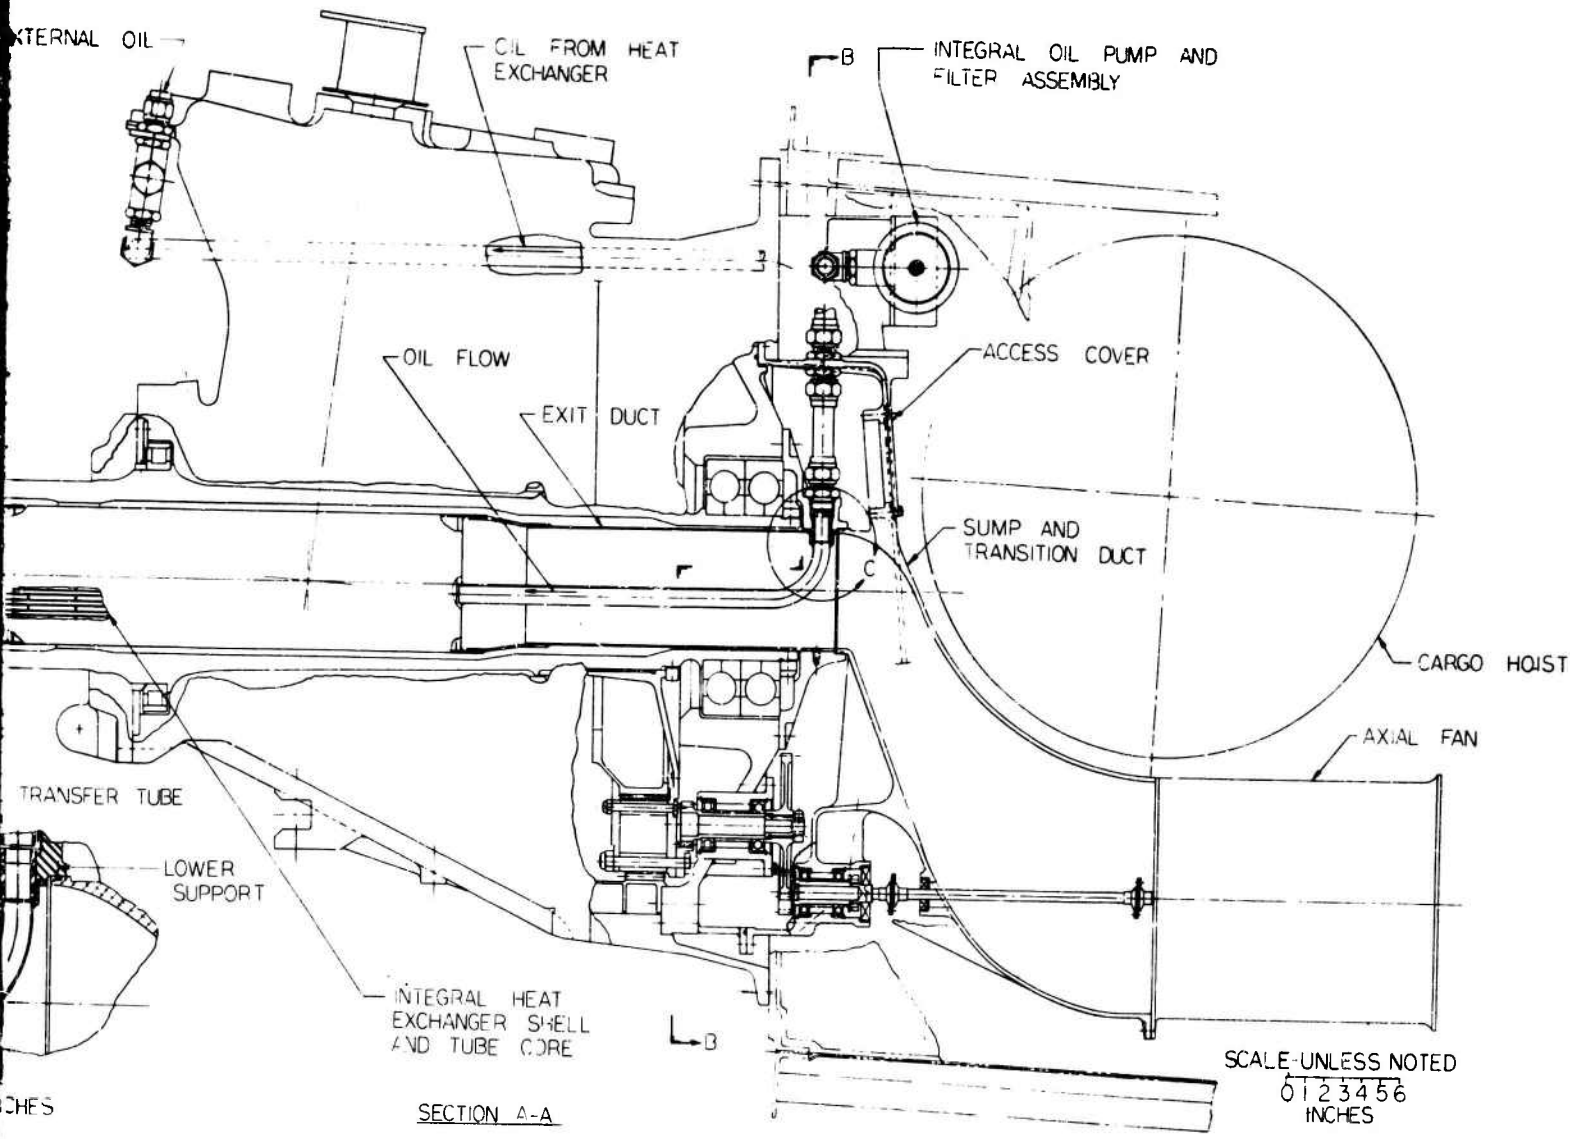 XTERNAL OIL
OIL FROM HEAT
EXCHANGER
B
INTEGRAL OIL PUMP AND
FILTER ASSEMBLY
OIL FLOW
ACCESS COVER
EXIT DUCT
SUMP AND
TRANSITION DUCT
C
CARGO HOIST
AXIAL FAN
TRANSFER TUBE
LOWER
SUPPORT
INTEGRAL HEAT
EXCHANGER SHELL
AND TUBE CORE
B
SCALE-UNLESS NOTED
0 1 2 3 4 5 6
INCHES
CHES
SECTION A-A